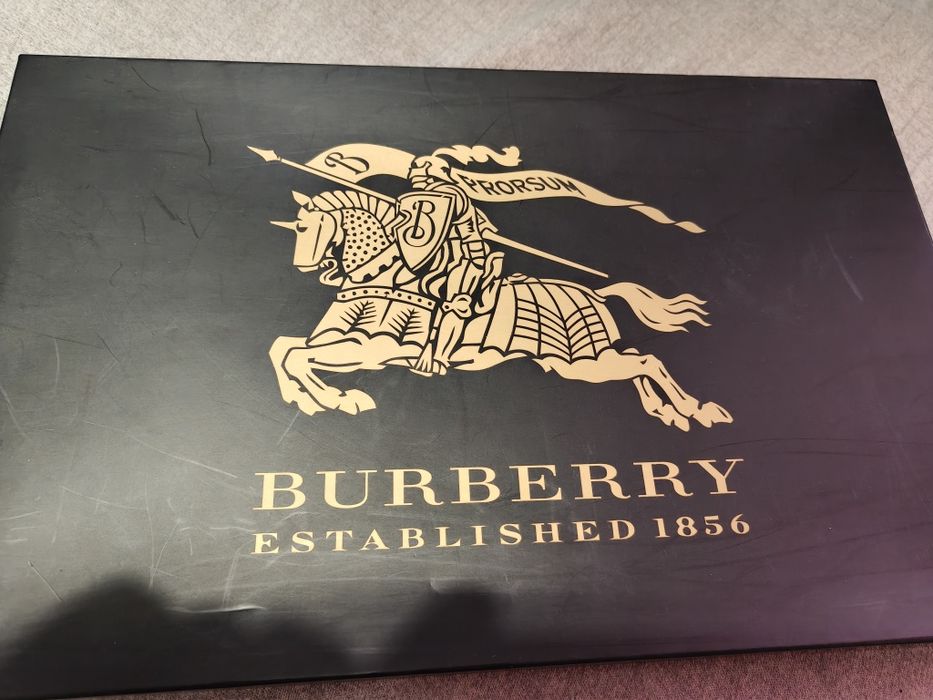 B
PRORSUM
B
BURBERRY
ESTABLISHED 1856